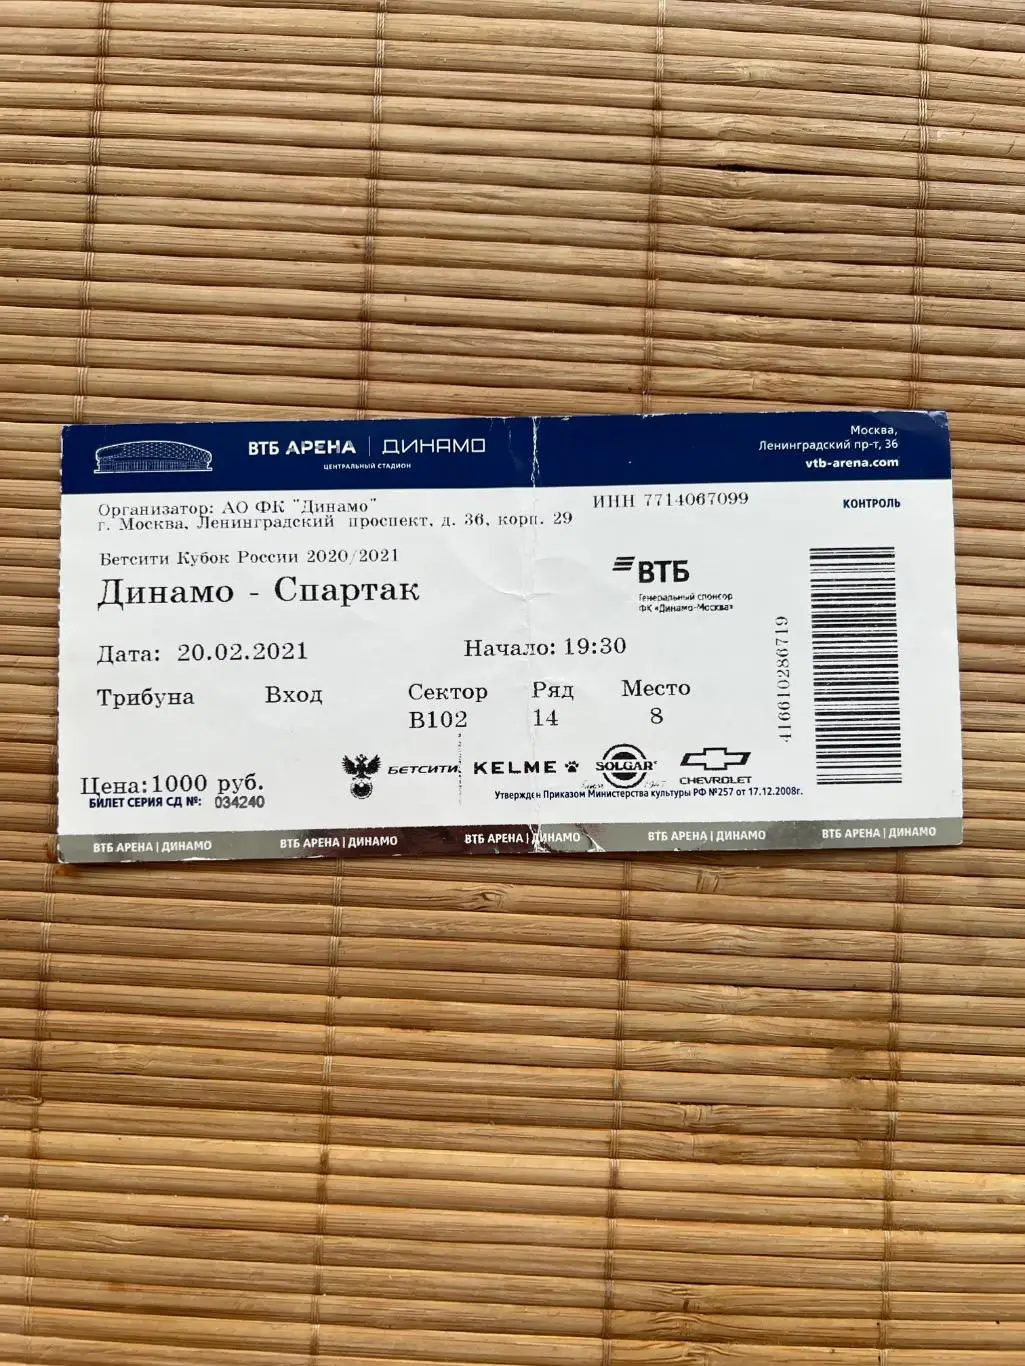 ВТБ АРЕНА | ДИНАМО
ЦЕНТРАЛЬНЫЙ СТАДИОН
Москва,
Ленинградский пр-т, 36
vtb-arena.com
Организатор: АО ФК "Динамо"
г. Москва, Ленинградский проспект, д. 36, корп. 29
ИНН 7714067099
КОНТРОЛЬ
Бетсити Кубок России 2020/2021
Динамо - Спартак
ВТБ
Генеральный спонсор
ФК «Динамо-Москва»
Дата: 20.02.2021
Начало: 19:30
Трибуна Вход Сектор Ряд Место
B102 14 8
416610286719
БЕТСИТИ KELME SOLGAR CHEVROLET
Цена: 1000 руб.
БИЛЕТ СЕРИЯ СД №: 034240
Утвержден Приказом Министерства культуры РФ №257 от 17.12.2008г.
ВТБ АРЕНА | ДИНАМО ВТБ АРЕНА | ДИНАМО ВТБ АРЕНА | ДИНАМО ВТБ АРЕНА | ДИНАМО ВТБ АРЕНА | ДИНАМО